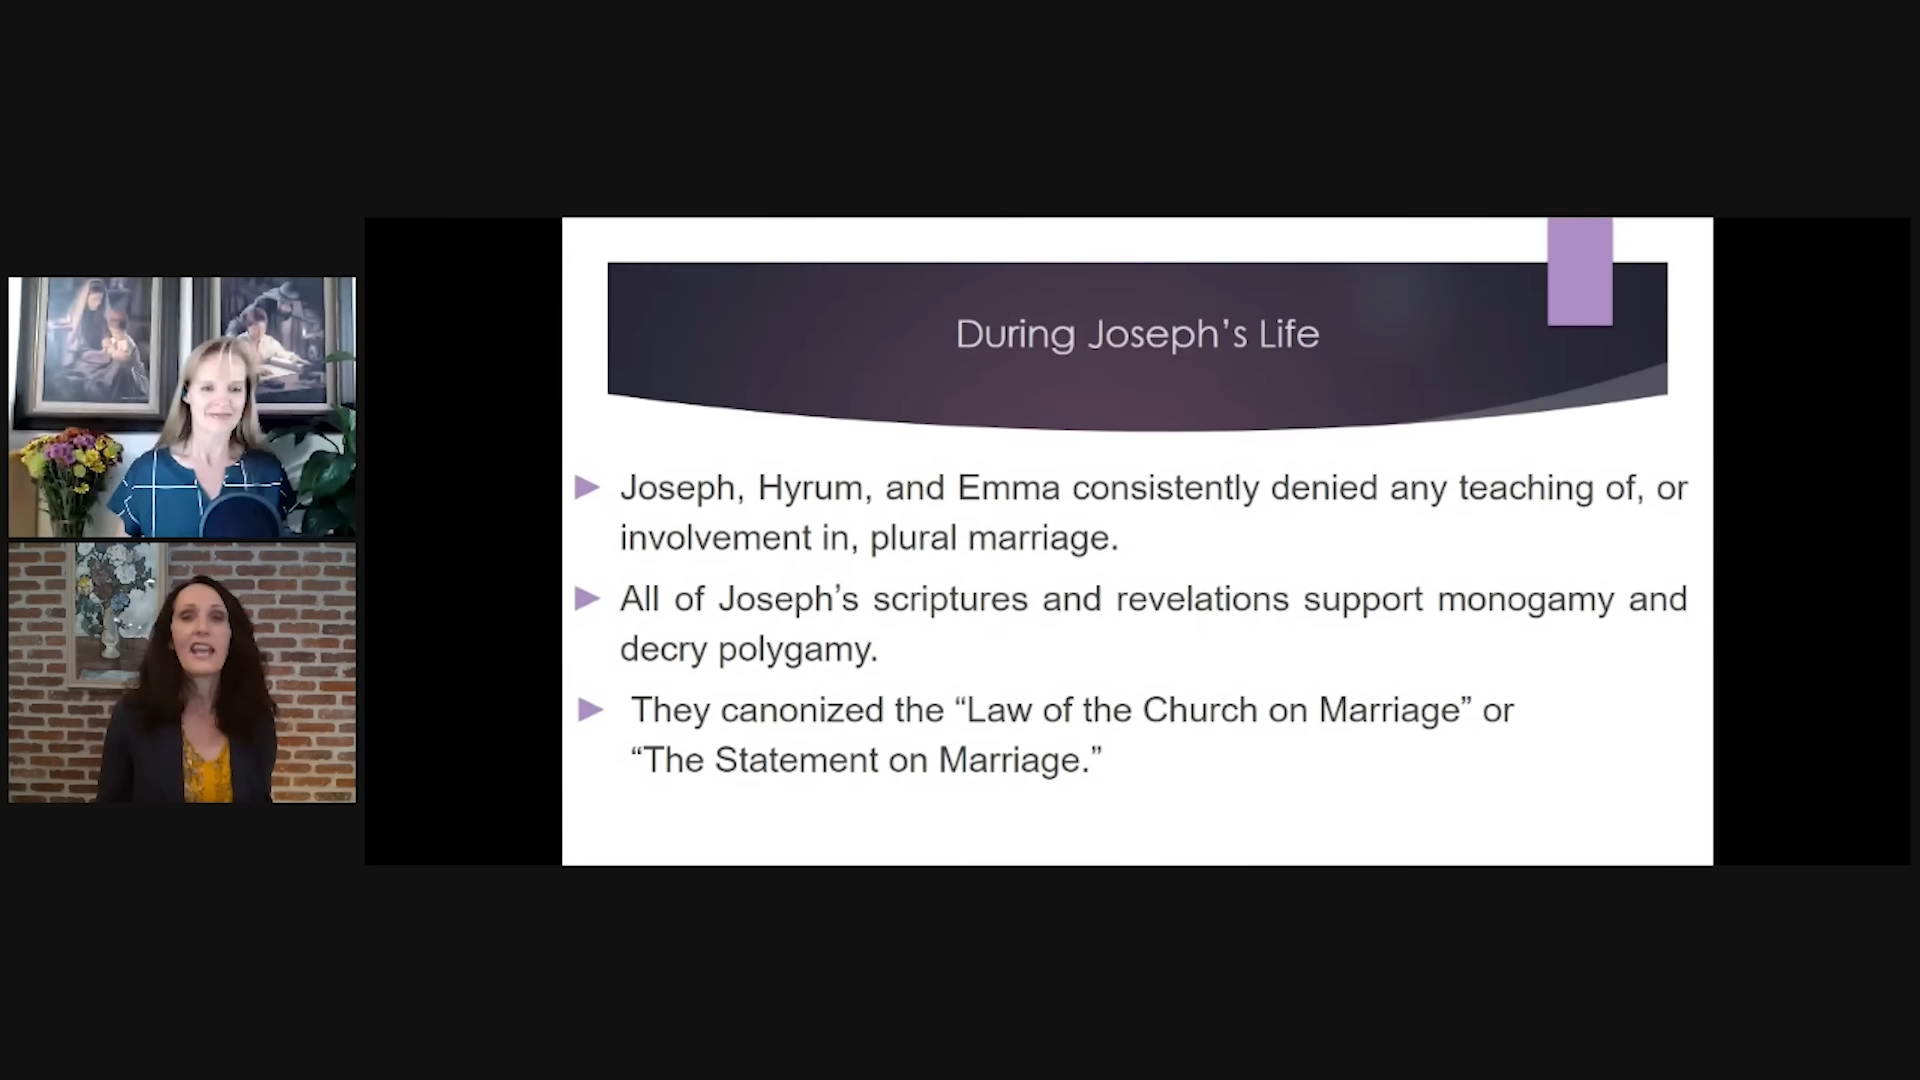 During Joseph’s Life
Joseph, Hyrum, and Emma consistently denied any teaching of, or
involvement in, plural marriage.
All of Joseph’s scriptures and revelations support monogamy and
decry polygamy.
They canonized the “Law of the Church on Marriage” or
“The Statement on Marriage.”